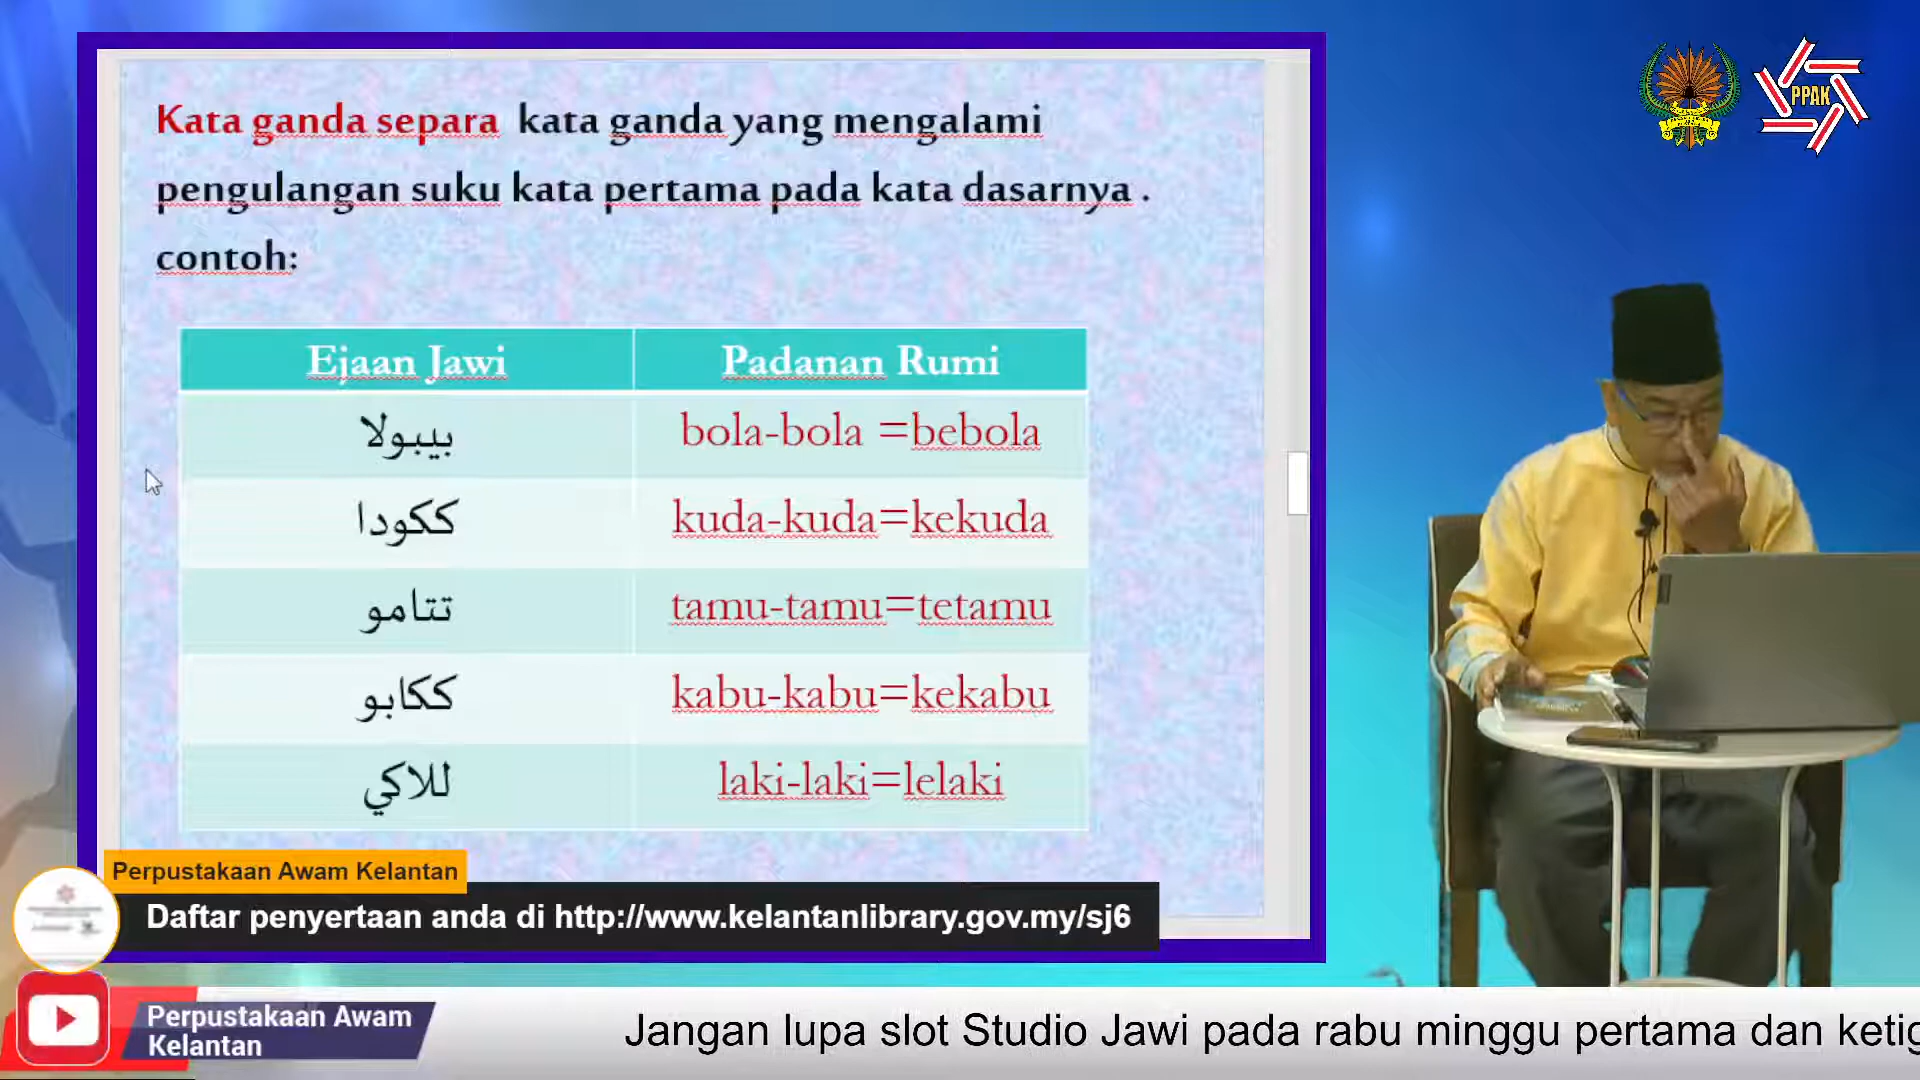 Kata ganda separa kata ganda yang mengalami
pengulangan suku kata pertama pada kata dasarnya .
contoh:
Ejaan Jawi Padanan Rumi
بيبولا bola-bola =bebola
ككودا kuda-kuda=kekuda
تتامو tamu-tamu=tetamu
ككابو kabu-kabu=kekabu
للاكي laki-laki=lelaki
PPAK
Perpustakaan Awam Kelantan
Daftar penyertaan anda di http://www.kelantanlibrary.gov.my/sj6
Perpustakaan Awam
Kelantan
Jangan lupa slot Studio Jawi pada rabu minggu pertama dan ketig